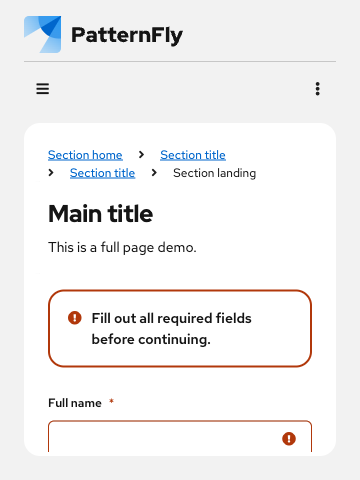 PatternFly
Section home > Section title
> Section title > Section landing
Main title
This is a full page demo.
Fill out all required fields
before continuing.
Full name *